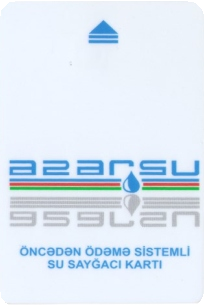 azərsu
ÖNCƏDƏN ÖDƏMƏ SİSTEMLİ
SU SAYĞACI KARTI